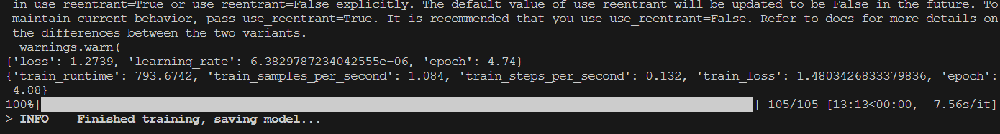 in use_reentrant=True or use_reentrant=False explicitly. The default value of use_reentrant will be updated to be False in the future. To
maintain current behavior, pass use_reentrant=True. It is recommended that you use use_reentrant=False. Refer to docs for more details on
the differences between the two variants.
warnings.warn(
{'loss': 1.2739, 'learning_rate': 6.3829787234042555e-06, 'epoch': 4.74}
{'train_runtime': 793.6742, 'train_samples_per_second': 1.084, 'train_steps_per_second': 0.132, 'train_loss': 1.4803426833379836, 'epoch':
4.88}
100%| | 105/105 [13:13<00:00, 7.56s/it]
> INFO Finished training, saving model...